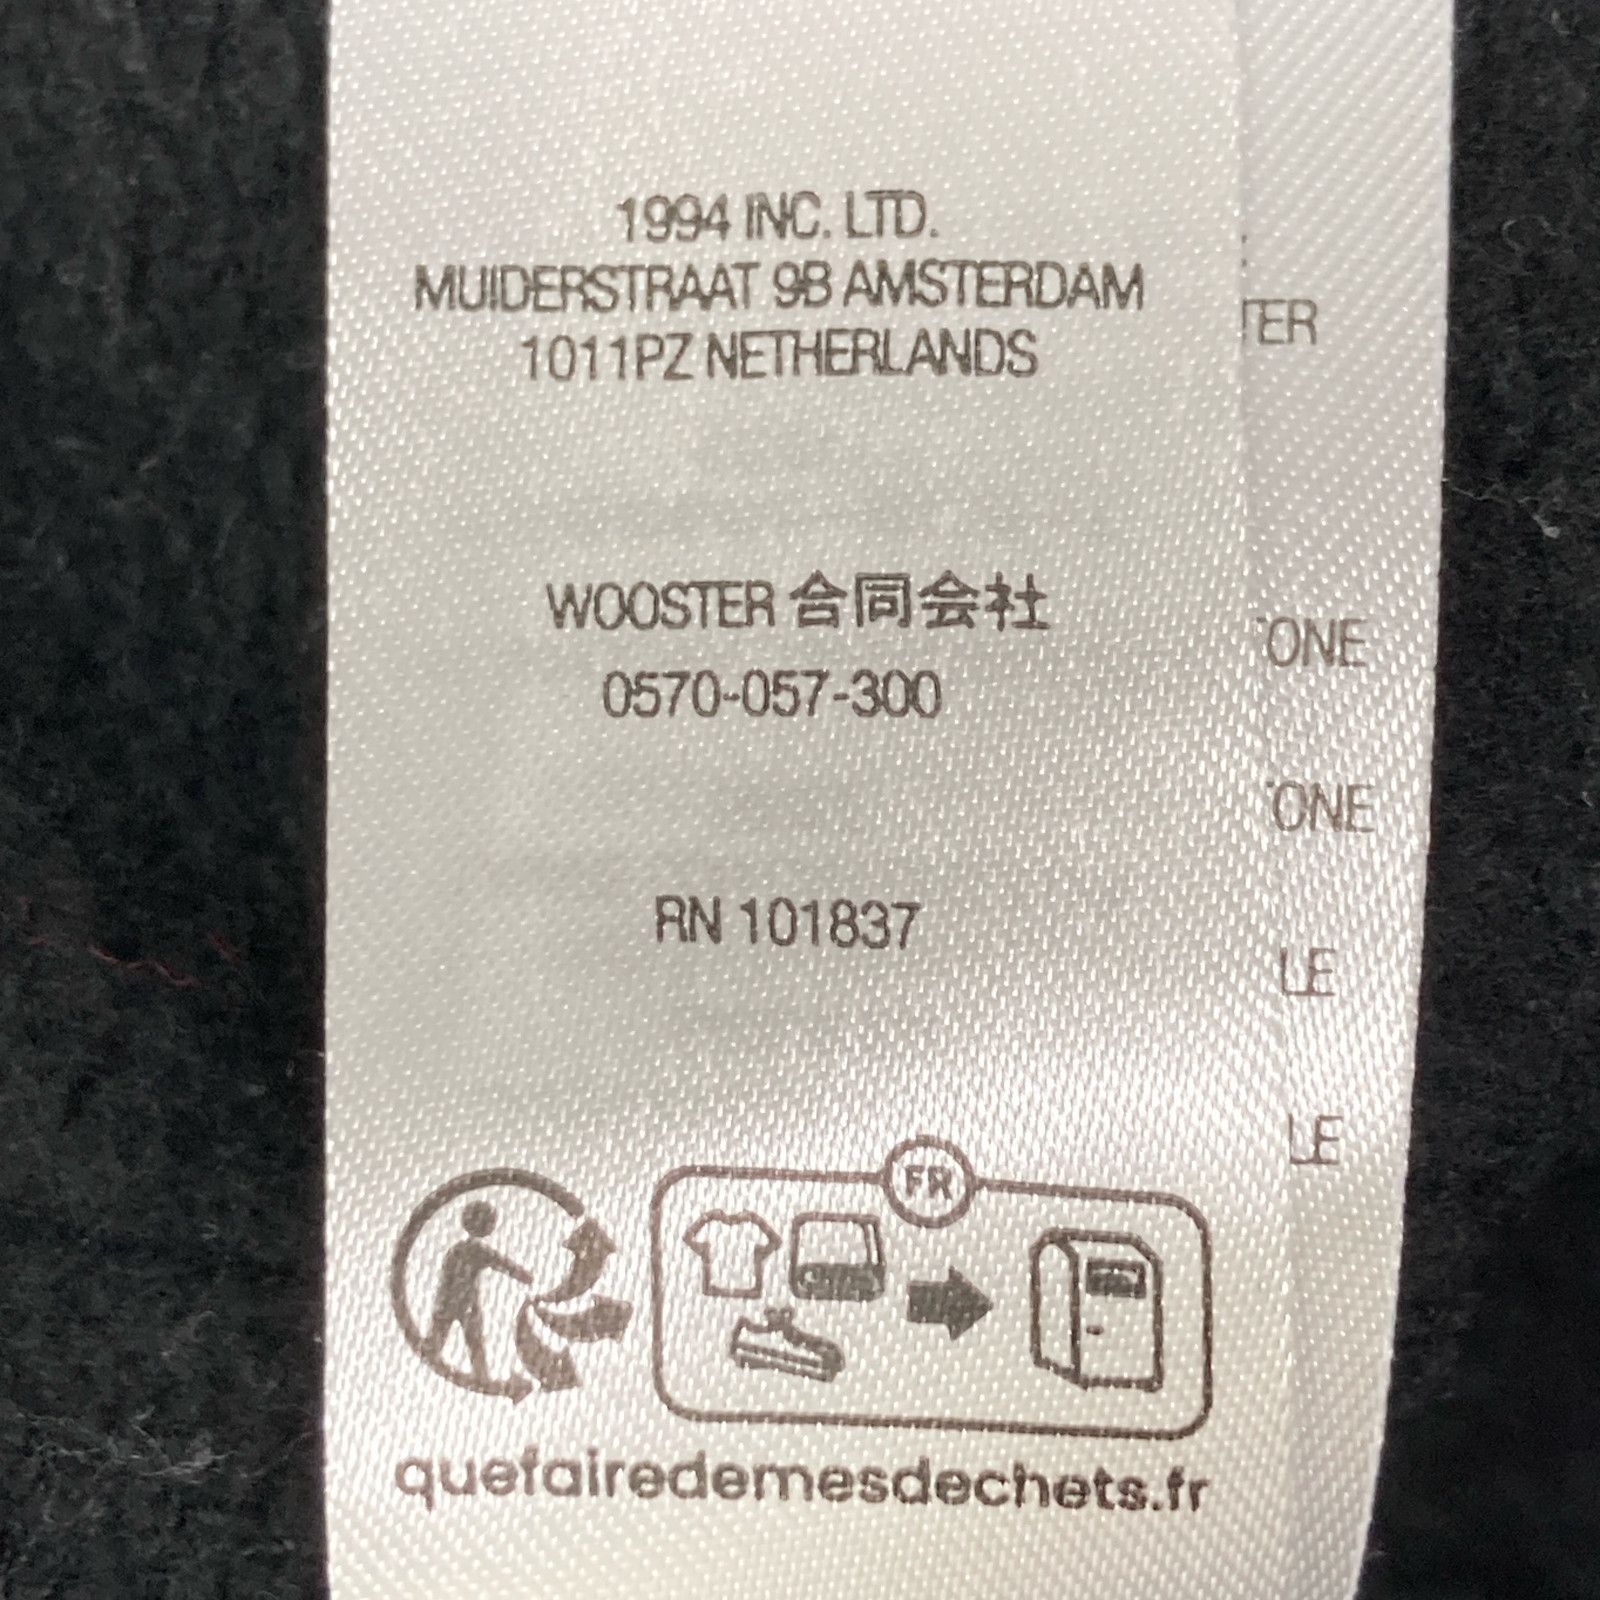 1994 INC. LTD.
MUIDERSTRAAT 9B AMSTERDAM
1011PZ NETHERLANDS
WOOSTER 合同会社
0570-057-300
RN 101837
FR
quefairedemesdechets.fr
TER
ONE
ONE
LE
LE